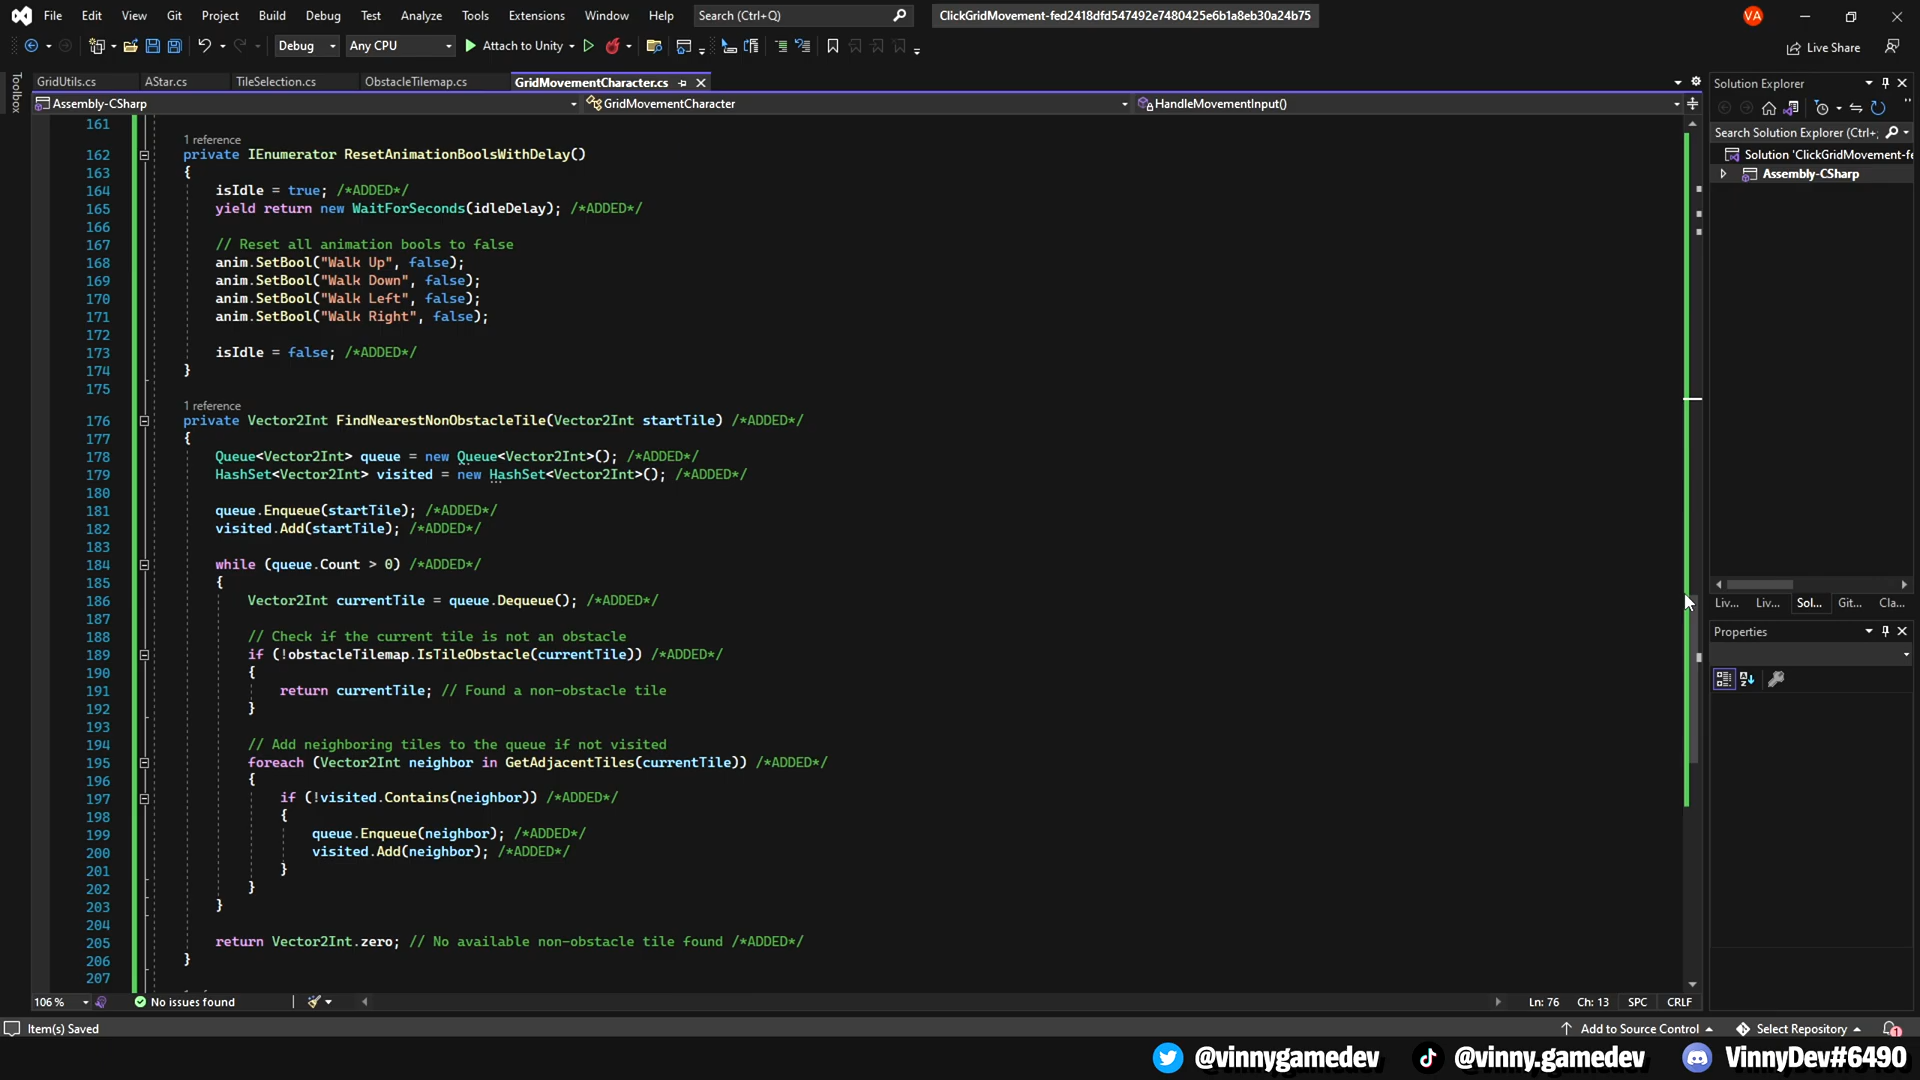 File Edit View Git Project Build Debug Test Analyze Tools Extensions Window Help Search (Ctrl+Q) ClickGridMovement-fed2418dfd547492e7480425e6b1a8eb30a24b75 VA
Debug Any CPU Attach to Unity Live Share
Toolbox
GridUtils.cs AStar.cs TileSelection.cs ObstacleTilemap.cs GridMovementCharacter.cs
Assembly-CSharp GridMovementCharacter HandleMovementInput()
161
1 reference
162 private IEnumerator ResetAnimationBoolsWithDelay()
163 {
164 isIdle = true; /*ADDED*/
165 yield return new WaitForSeconds(idleDelay); /*ADDED*/
166
167 // Reset all animation bools to false
168 anim.SetBool("Walk Up", false);
169 anim.SetBool("Walk Down", false);
170 anim.SetBool("Walk Left", false);
171 anim.SetBool("Walk Right", false);
172
173 isIdle = false; /*ADDED*/
174 }
175
1 reference
176 private Vector2Int FindNearestNonObstacleTile(Vector2Int startTile) /*ADDED*/
177 {
178 Queue<Vector2Int> queue = new Queue<Vector2Int>(); /*ADDED*/
179 HashSet<Vector2Int> visited = new HashSet<Vector2Int>(); /*ADDED*/
180
181 queue.Enqueue(startTile); /*ADDED*/
182 visited.Add(startTile); /*ADDED*/
183
184 while (queue.Count > 0) /*ADDED*/
185 {
186 Vector2Int currentTile = queue.Dequeue(); /*ADDED*/
187
188 // Check if the current tile is not an obstacle
189 if (!obstacleTilemap.IsTileObstacle(currentTile)) /*ADDED*/
190 {
191 return currentTile; // Found a non-obstacle tile
192 }
193
194 // Add neighboring tiles to the queue if not visited
195 foreach (Vector2Int neighbor in GetAdjacentTiles(currentTile)) /*ADDED*/
196 {
197 if (!visited.Contains(neighbor)) /*ADDED*/
198 {
199 queue.Enqueue(neighbor); /*ADDED*/
200 visited.Add(neighbor); /*ADDED*/
201 }
202 }
203 }
204
205 return Vector2Int.zero; // No available non-obstacle tile found /*ADDED*/
206 }
207
106 % No issues found Ln: 76 Ch: 13 SPC CRLF
Solution Explorer
Search Solution Explorer (Ctrl+;
Solution 'ClickGridMovement-fe
Assembly-CSharp
Liv... Liv... Sol... Git... Cla...
Properties
Item(s) Saved Add to Source Control Select Repository 1
@vinnygamedev @vinny.gamedev VinnyDev#6490